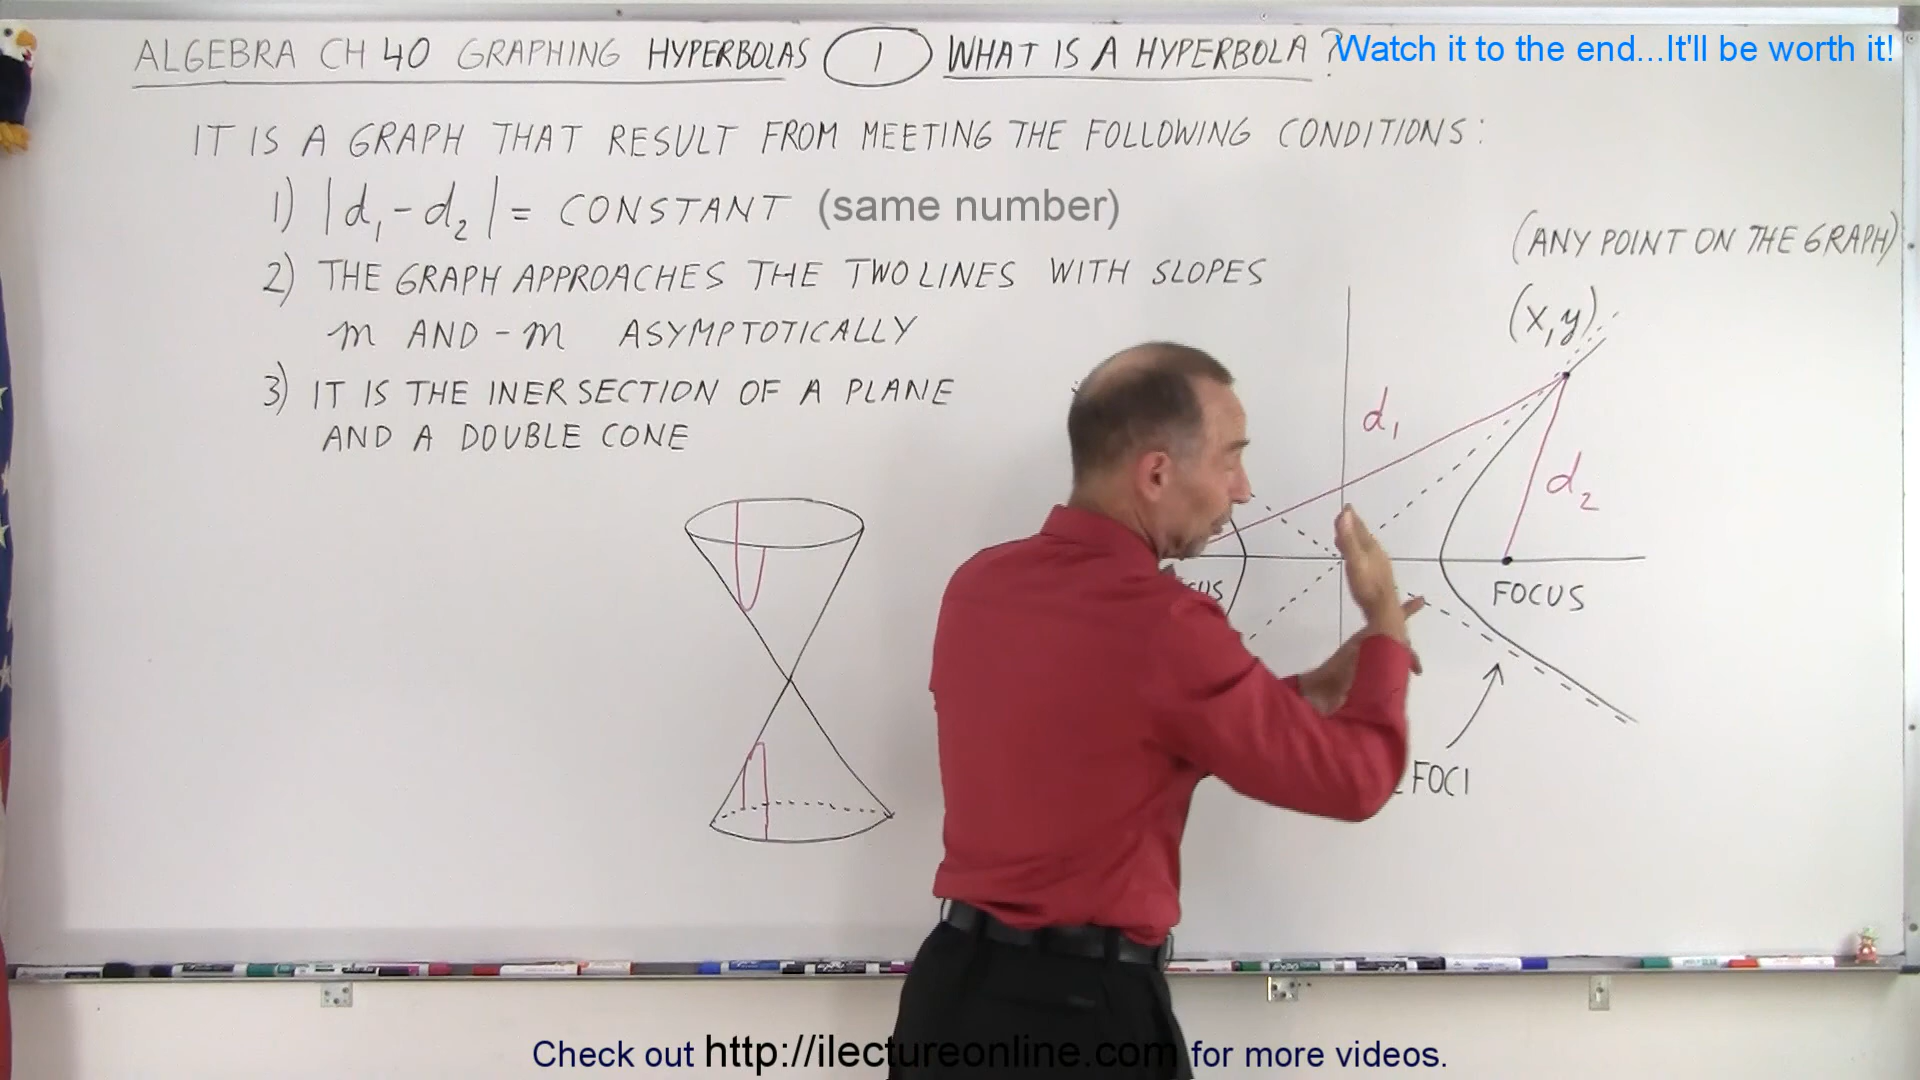 ALGEBRA CH 40 GRAPHING HYPERBOLAS 1 WHAT IS A HYPERBOLA ?
Watch it to the end...It'll be worth it!
IT IS A GRAPH THAT RESULT FROM MEETING THE FOLLOWING CONDITIONS:
1) |d₁ - d₂| = CONSTANT (same number)
2) THE GRAPH APPROACHES THE TWO LINES WITH SLOPES
m AND -m ASYMPTOTICALLY
3) IT IS THE INERSECTION OF A PLANE
AND A DOUBLE CONE
(ANY POINT ON THE GRAPH)
(x,y)
d₁
d₂
FOCUS
FOCI
Check out http://ilectureonline.com for more videos.